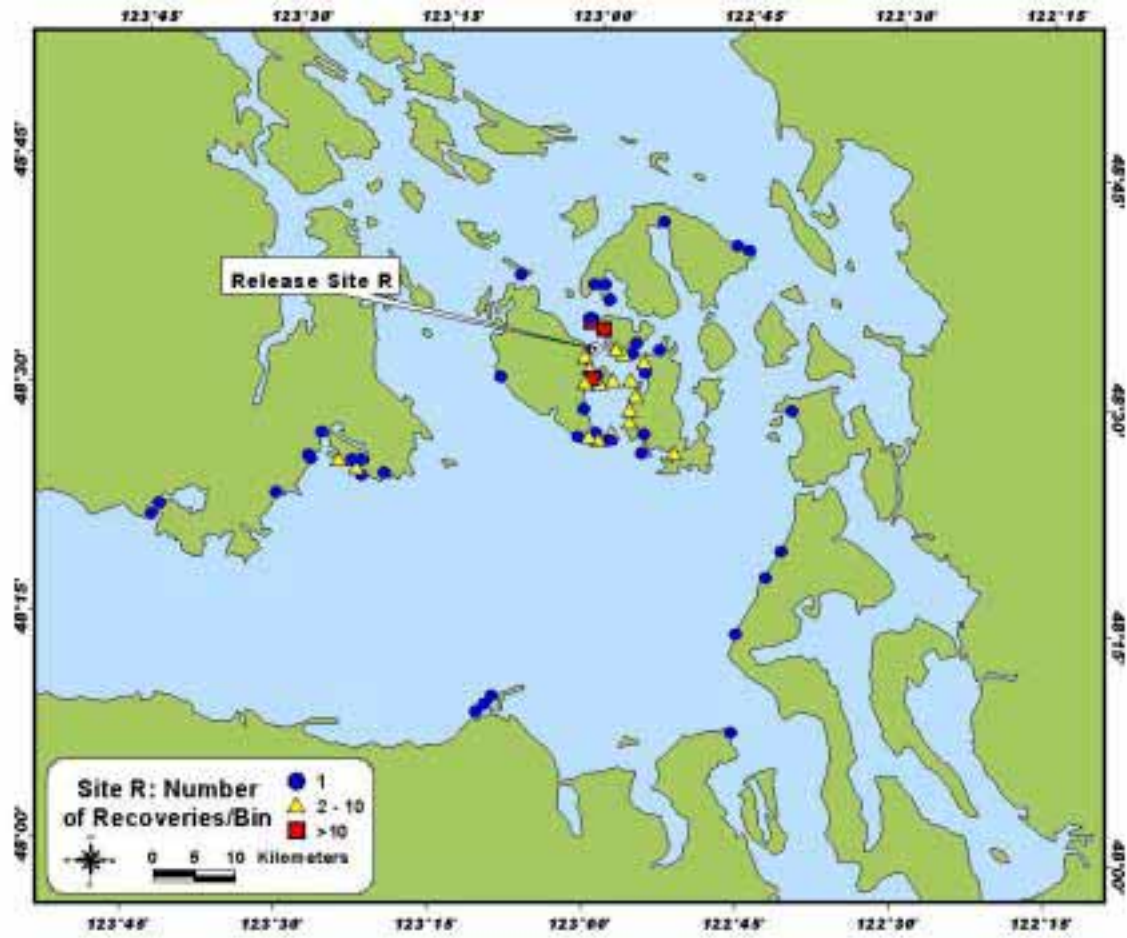 123°45' 123°30' 123°15' 123°00' 122°45' 122°30' 122°15'
48°45' 48°45'
Release Site R
48°30' 48°30'
48°15' 48°15'
Site R: Number
of Recoveries/Bin
1
2 - 10
>10
0 5 10 Kilometers
48°00' 48°00'
123°45' 123°30' 123°15' 123°00' 122°45' 122°30' 122°15'